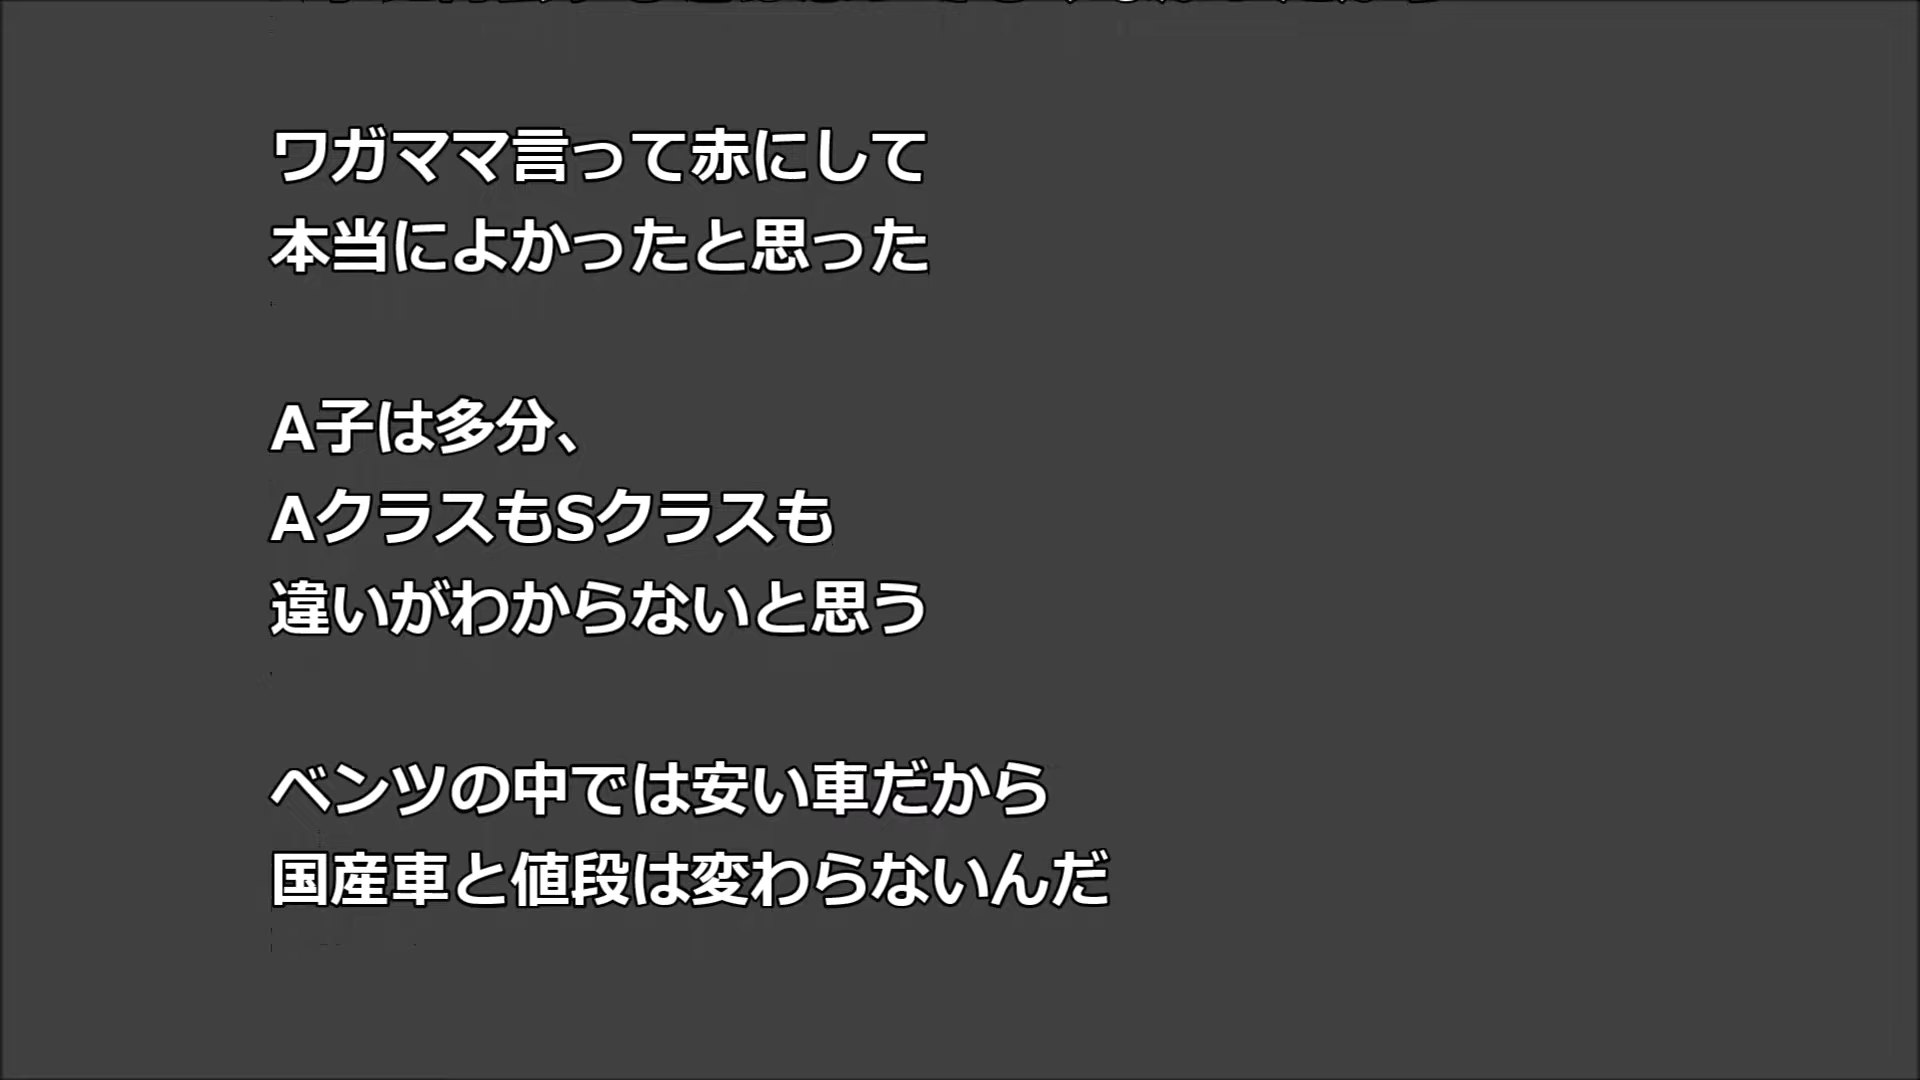 ワガママ言って赤にして
本当によかったと思った
A子は多分、
AクラスもSクラスも
違いがわからないと思う
ベンツの中では安い車だから
国産車と値段は変わらないんだ